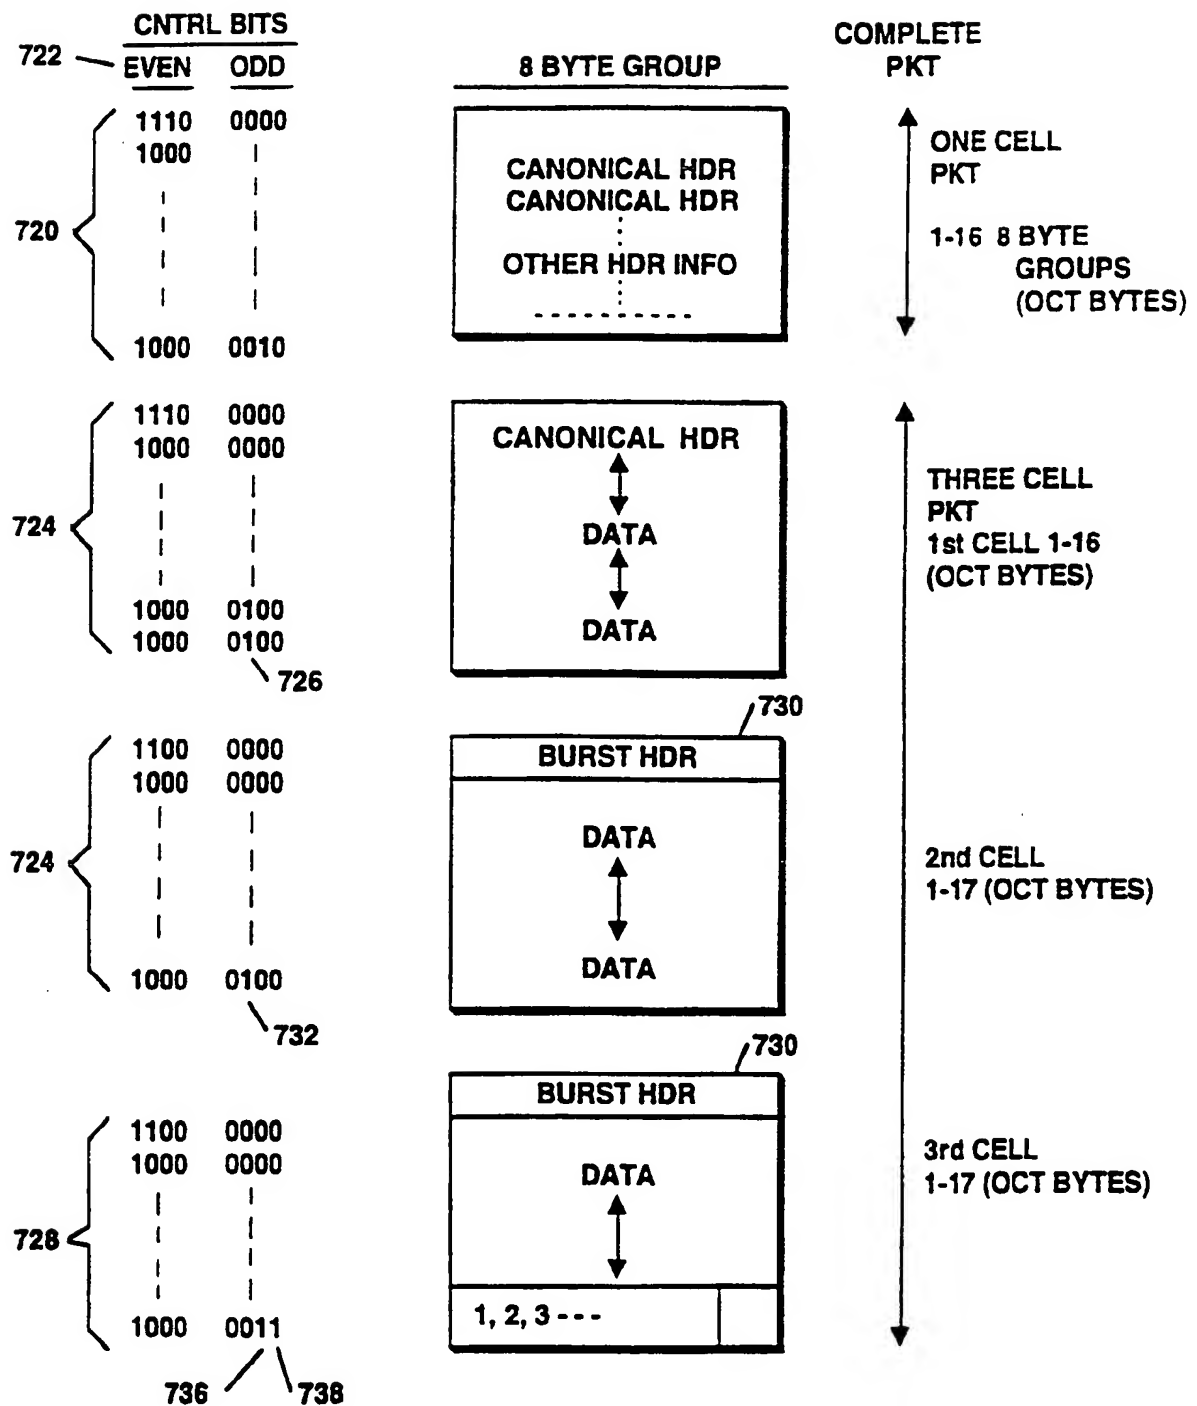 CNTRL BITS
722 EVEN ODD
8 BYTE GROUP
COMPLETE
PKT
1110 0000
1000
720
1000 0010
CANONICAL HDR
CANONICAL HDR
OTHER HDR INFO
ONE CELL
PKT
1-16 8 BYTE
GROUPS
(OCT BYTES)
1110 0000
1000 0000
724
1000 0100
1000 0100
726
CANONICAL HDR
DATA
DATA
THREE CELL
PKT
1st CELL 1-16
(OCT BYTES)
730
1100 0000
1000 0000
724
1000 0100
732
BURST HDR
DATA
DATA
2nd CELL
1-17 (OCT BYTES)
730
1100 0000
1000 0000
728
1000 0011
736 738
BURST HDR
DATA
1, 2, 3 - - -
3rd CELL
1-17 (OCT BYTES)